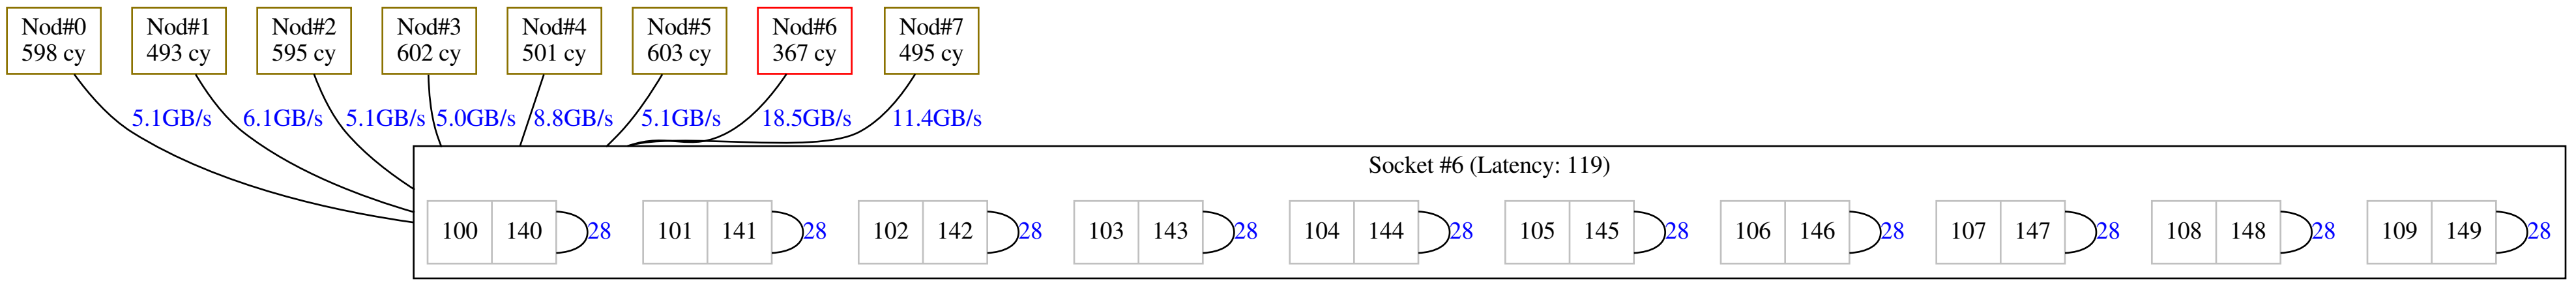 Nod#0
598 cy
Nod#1
493 cy
Nod#2
595 cy
Nod#3
602 cy
Nod#4
501 cy
Nod#5
603 cy
Nod#6
367 cy
Nod#7
495 cy
5.1GB/s
6.1GB/s
5.1GB/s
5.0GB/s
8.8GB/s
5.1GB/s
18.5GB/s
11.4GB/s
Socket #6 (Latency: 119)
100 140 28
101 141 28
102 142 28
103 143 28
104 144 28
105 145 28
106 146 28
107 147 28
108 148 28
109 149 28